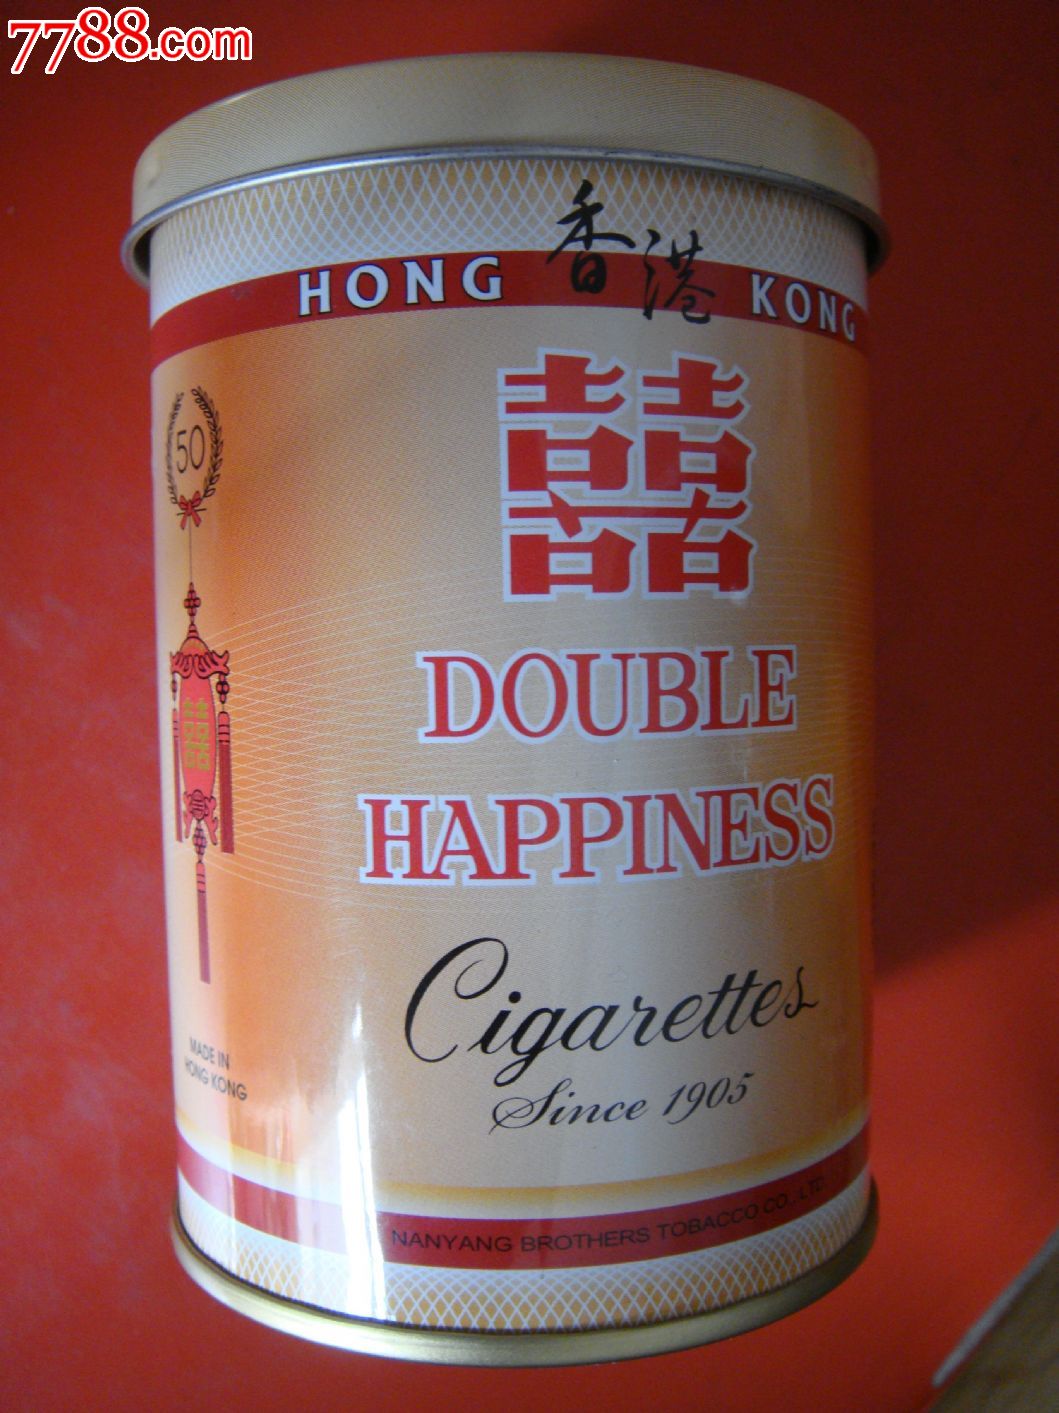 7788.com
HONG 香港 KONG
囍
50
DOUBLE
HAPPINESS
囍
Cigarettes
Since 1905
MADE IN
HONG KONG
NANYANG BROTHERS TOBACCO CO., LTD